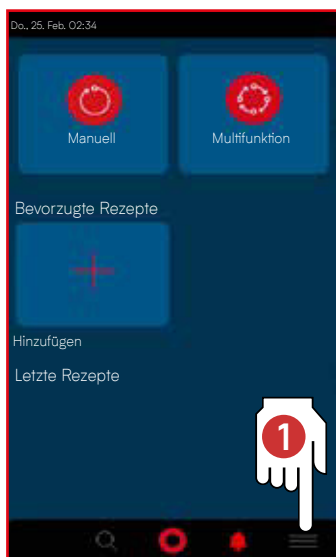 Do., 25. Feb. 02:34
Manuell
Multifunktion
Bevorzugte Rezepte
Hinzufügen
Letzte Rezepte
1